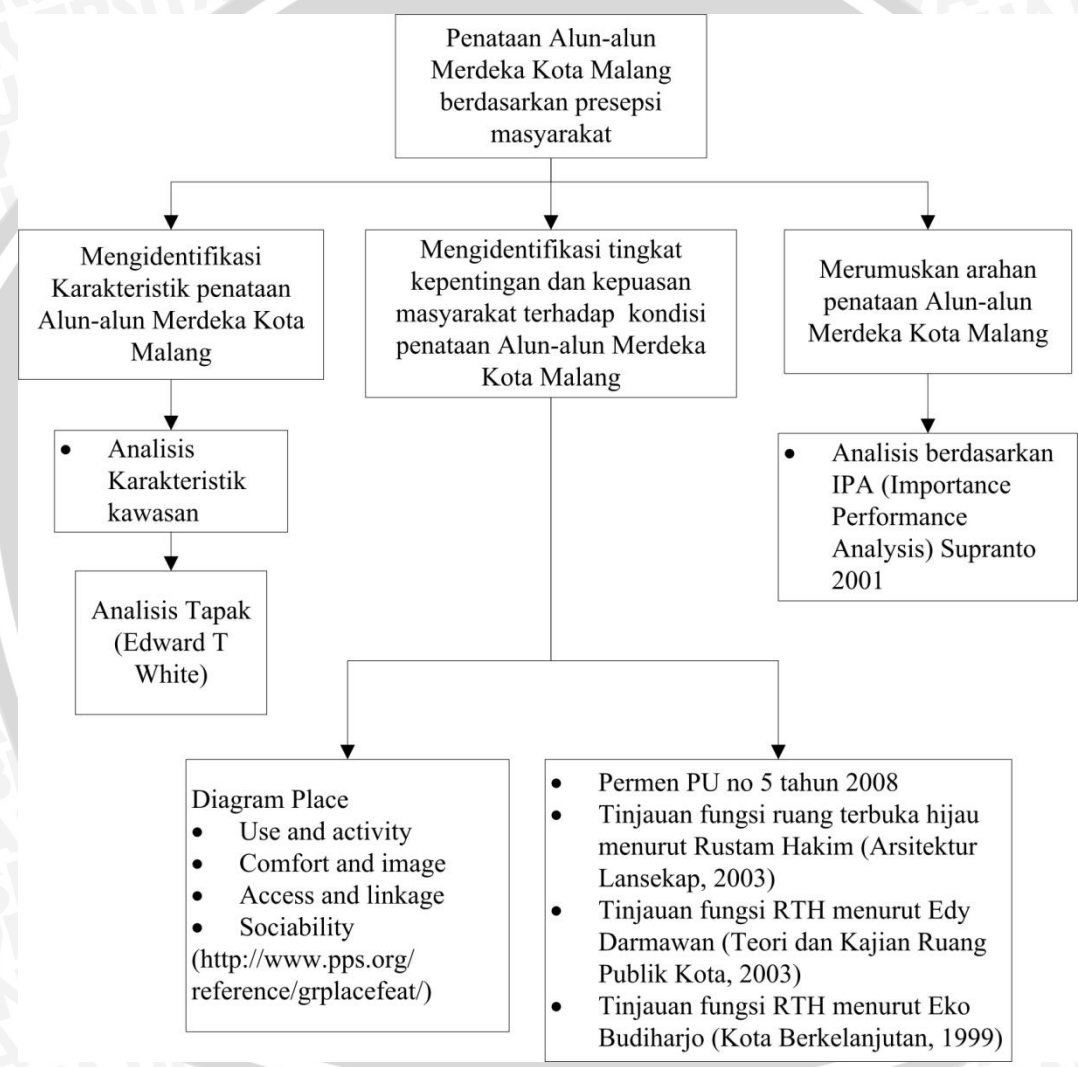 Penataan Alun-alun
Merdeka Kota Malang
berdasarkan presepsi
masyarakat
Mengidentifikasi
Karakteristik penataan
Alun-alun Merdeka Kota
Malang
Mengidentifikasi tingkat
kepentingan dan kepuasan
masyarakat terhadap kondisi
penataan Alun-alun Merdeka
Kota Malang
Merumuskan arahan
penataan Alun-alun
Merdeka Kota Malang
• Analisis
Karakteristik
kawasan
• Analisis berdasarkan
IPA (Importance
Performance
Analysis) Supranto
2001
Analisis Tapak
(Edward T
White)
Diagram Place
• Use and activity
• Comfort and image
• Access and linkage
• Sociability
(http://www.pps.org/
reference/grplacefeat/)
• Permen PU no 5 tahun 2008
• Tinjauan fungsi ruang terbuka hijau
menurut Rustam Hakim (Arsitektur
Lansekap, 2003)
• Tinjauan fungsi RTH menurut Edy
Darmawan (Teori dan Kajian Ruang
Publik Kota, 2003)
• Tinjauan fungsi RTH menurut Eko
Budiharjo (Kota Berkelanjutan, 1999)